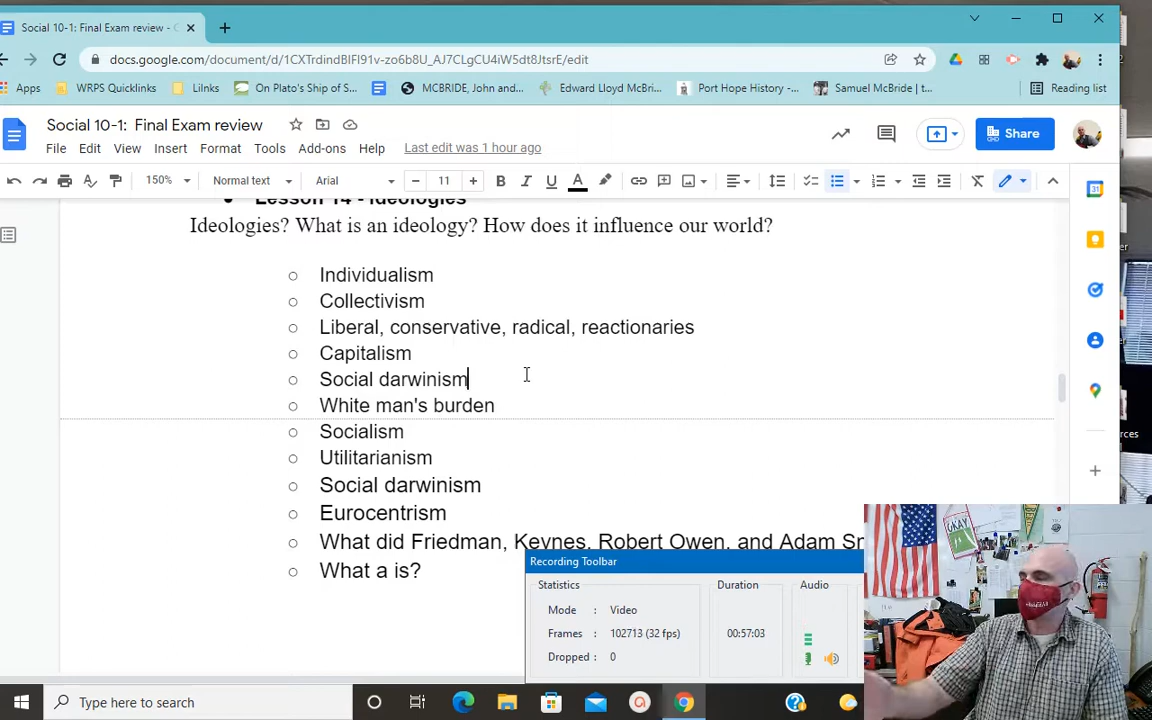 Social 10-1: Final Exam review
docs.google.com/document/d/1CXTrdindBIFI91v-zo6b8U_AJ7CLgCU4iW5dt8JtsrE/edit
Apps WRPS Quicklinks Lilnks On Plato's Ship of S... MCBRIDE, John and... Edward Lloyd McBri... Port Hope History -... Samuel McBride | t... Reading list
Social 10-1: Final Exam review
Share
File Edit View Insert Format Tools Add-ons Help Last edit was 1 hour ago
150% Normal text Arial 11 B I U A
31
Lesson 14 - Ideologies
Ideologies? What is an ideology? How does it influence our world?
Individualism
Collectivism
Liberal, conservative, radical, reactionaries
Capitalism
Social darwinism
White man's burden
Socialism
Utilitarianism
Social darwinism
Eurocentrism
What did Friedman, Keynes, Robert Owen, and Adam Sm
What a is?
Recording Toolbar
Statistics Duration Audio
Mode : Video
Frames : 102713 (32 fps) 00:57:03
Dropped : 0
OKAY
Type here to search